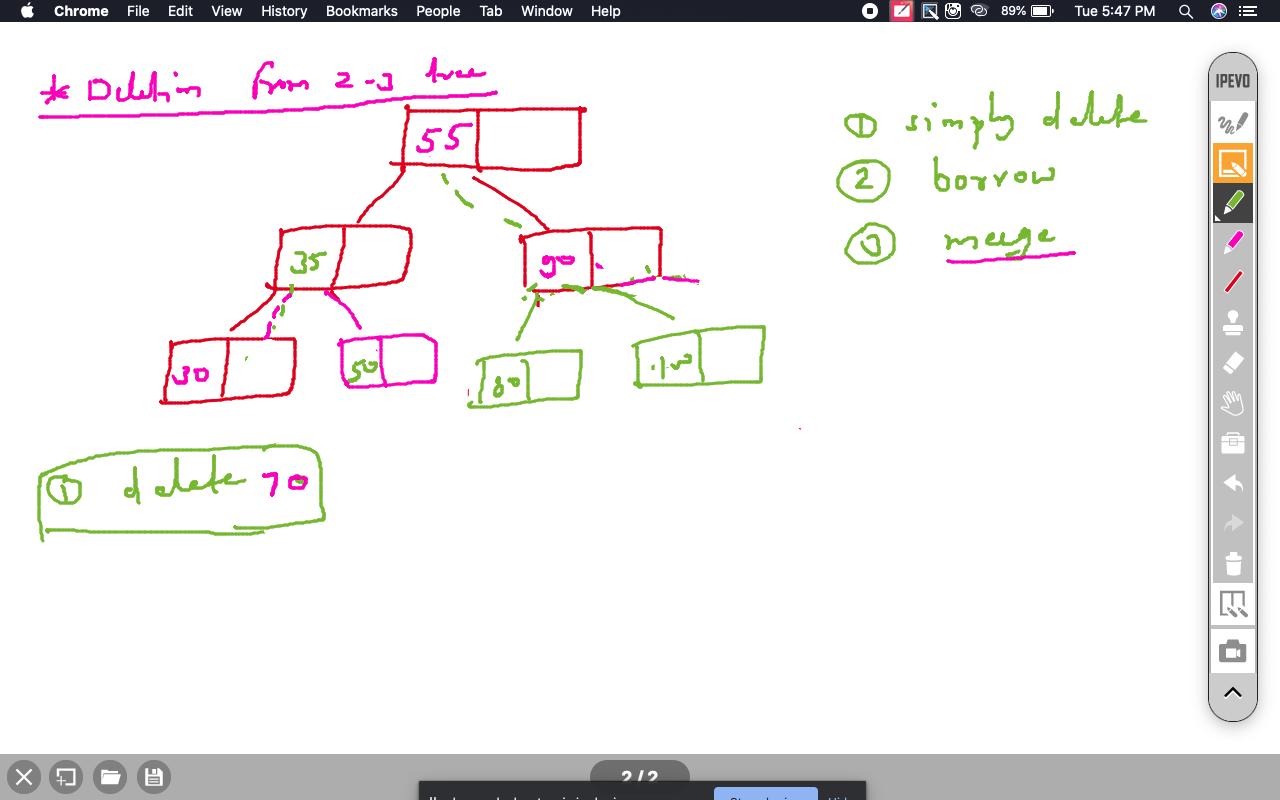 Chrome File Edit View History Bookmarks People Tab Window Help 89% Tue 5:47 PM
* Deletion from 2-3 tree
IPEVO
① simply delete
② borrow
③ merge
55
35
90
30
50
80
100
① delete 70
2 / 2